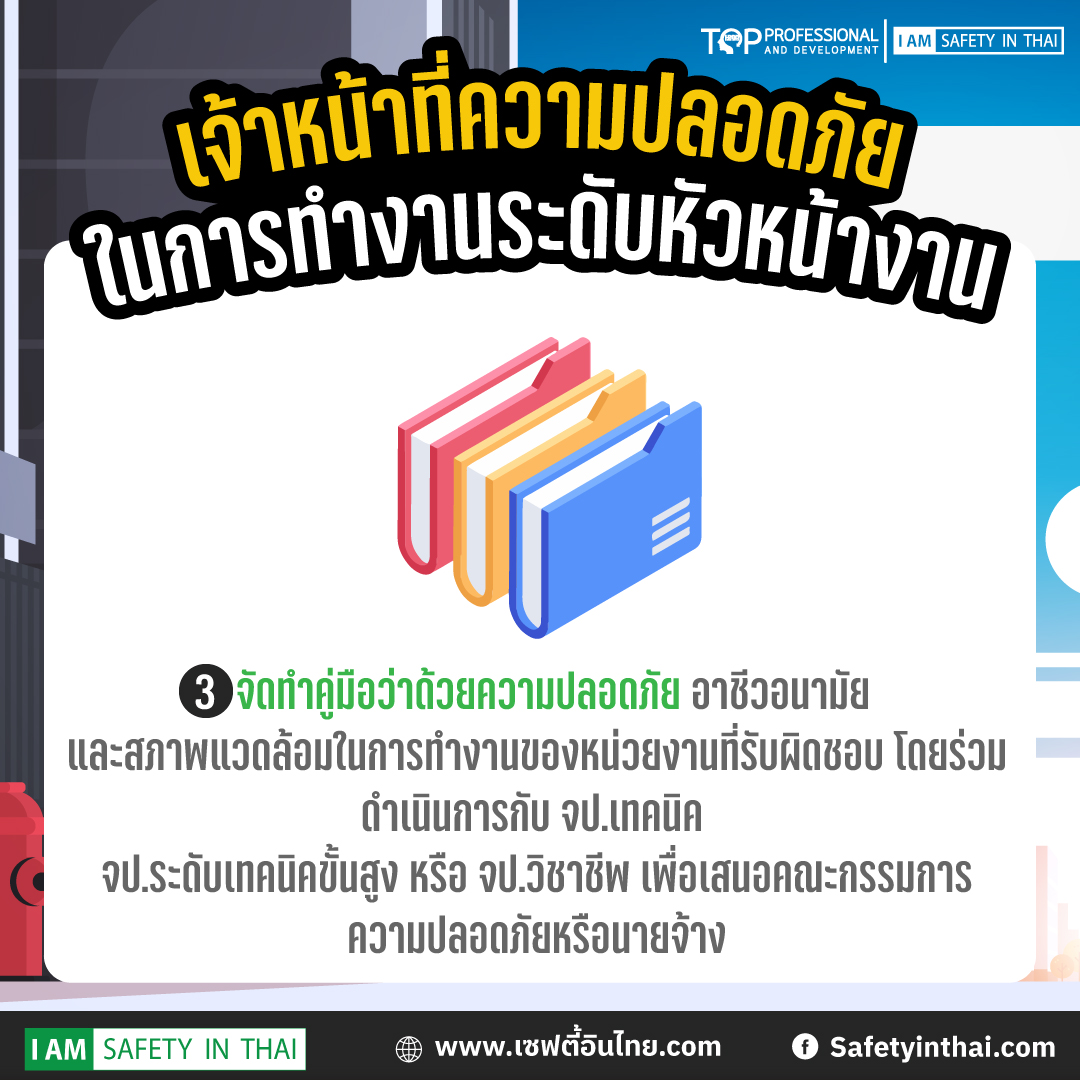 TOP PROFESSIONAL
AND DEVELOPMENT
I AM SAFETY IN THAI
เจ้าหน้าที่ความปลอดภัย
ในการทำงานระดับหัวหน้างาน
3 จัดทำคู่มือว่าด้วยความปลอดภัย อาชีวอนามัย
และสภาพแวดล้อมในการทำงานของหน่วยงานที่รับผิดชอบ โดยร่วม
ดำเนินการกับ จป.เทคนิค
จป.ระดับเทคนิคขั้นสูง หรือ จป.วิชาชีพ เพื่อเสนอคณะกรรมการ
ความปลอดภัยหรือนายจ้าง
I AM SAFETY IN THAI
www.เซฟตี้อินไทย.com
Safetyinthai.com